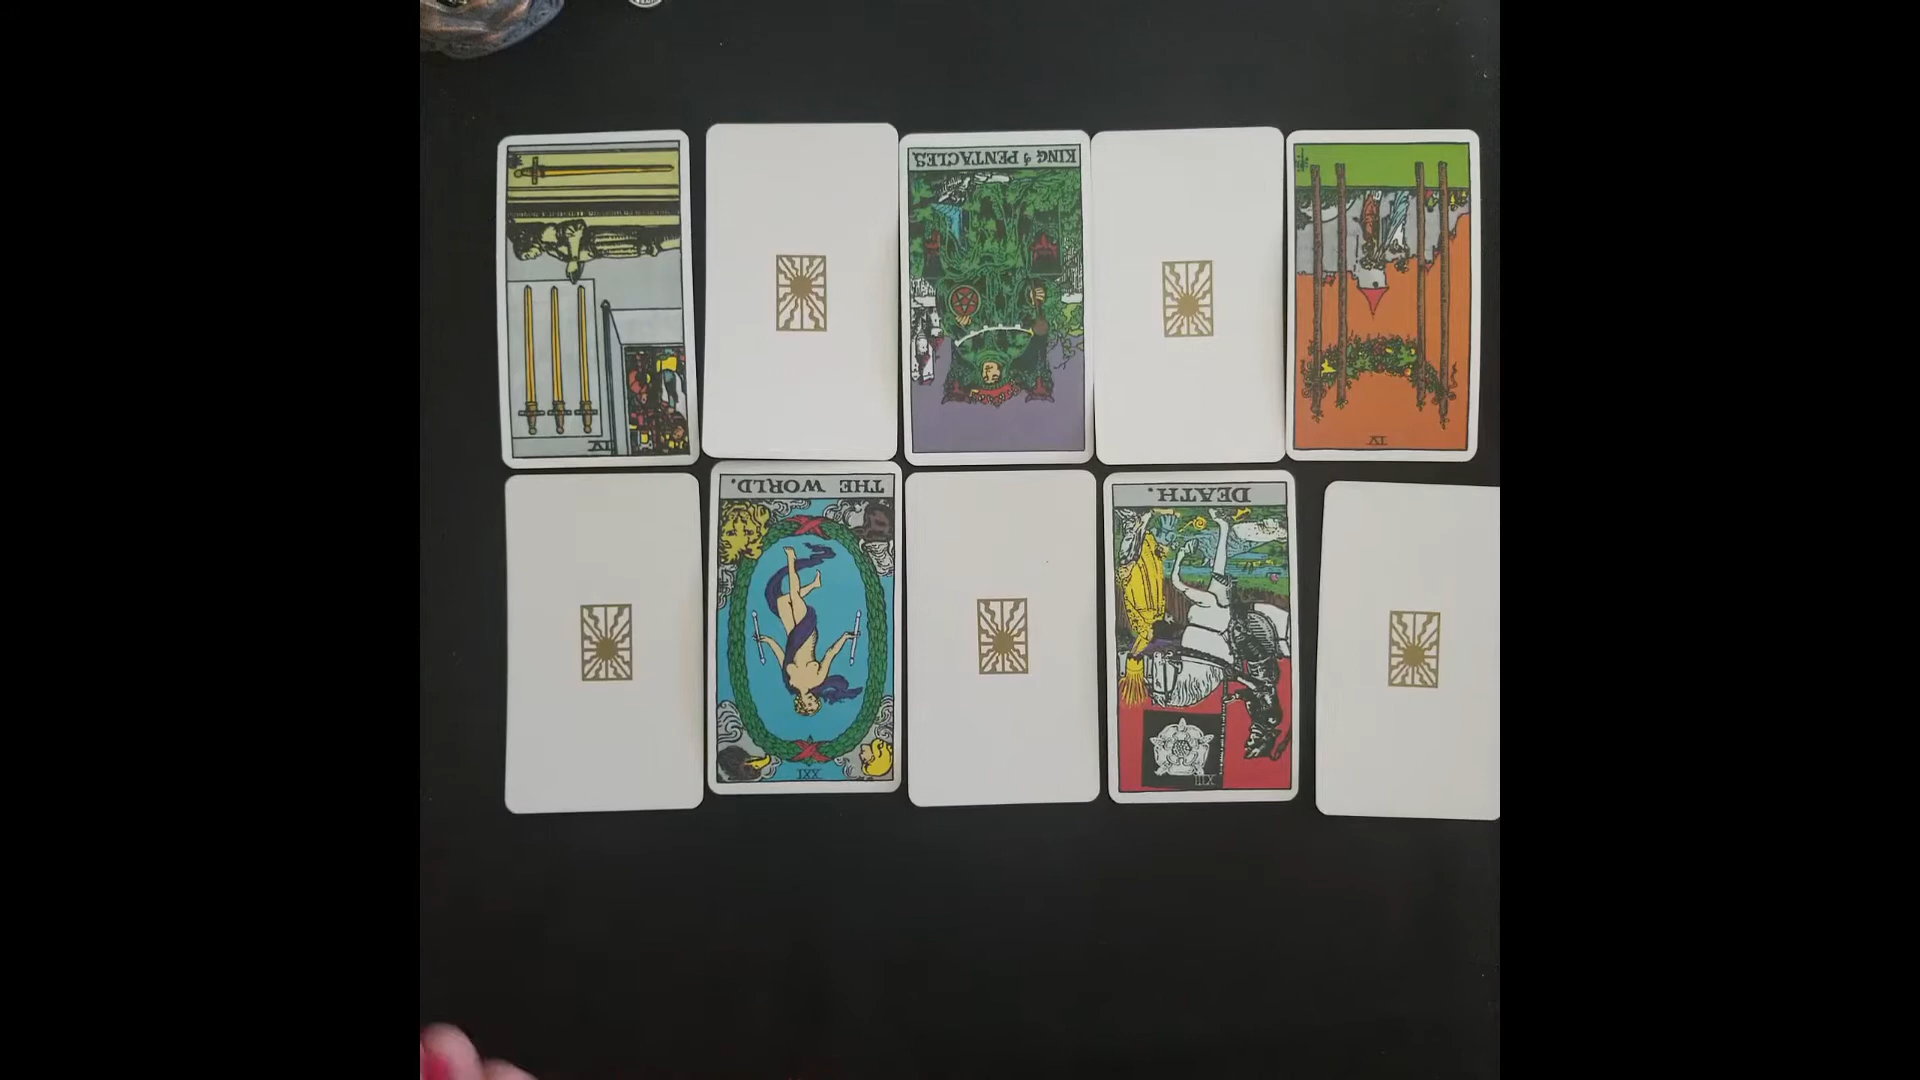 KING of PENTACLES.
IV
IV
THE WORLD.
DEATH.
XXI
XIII